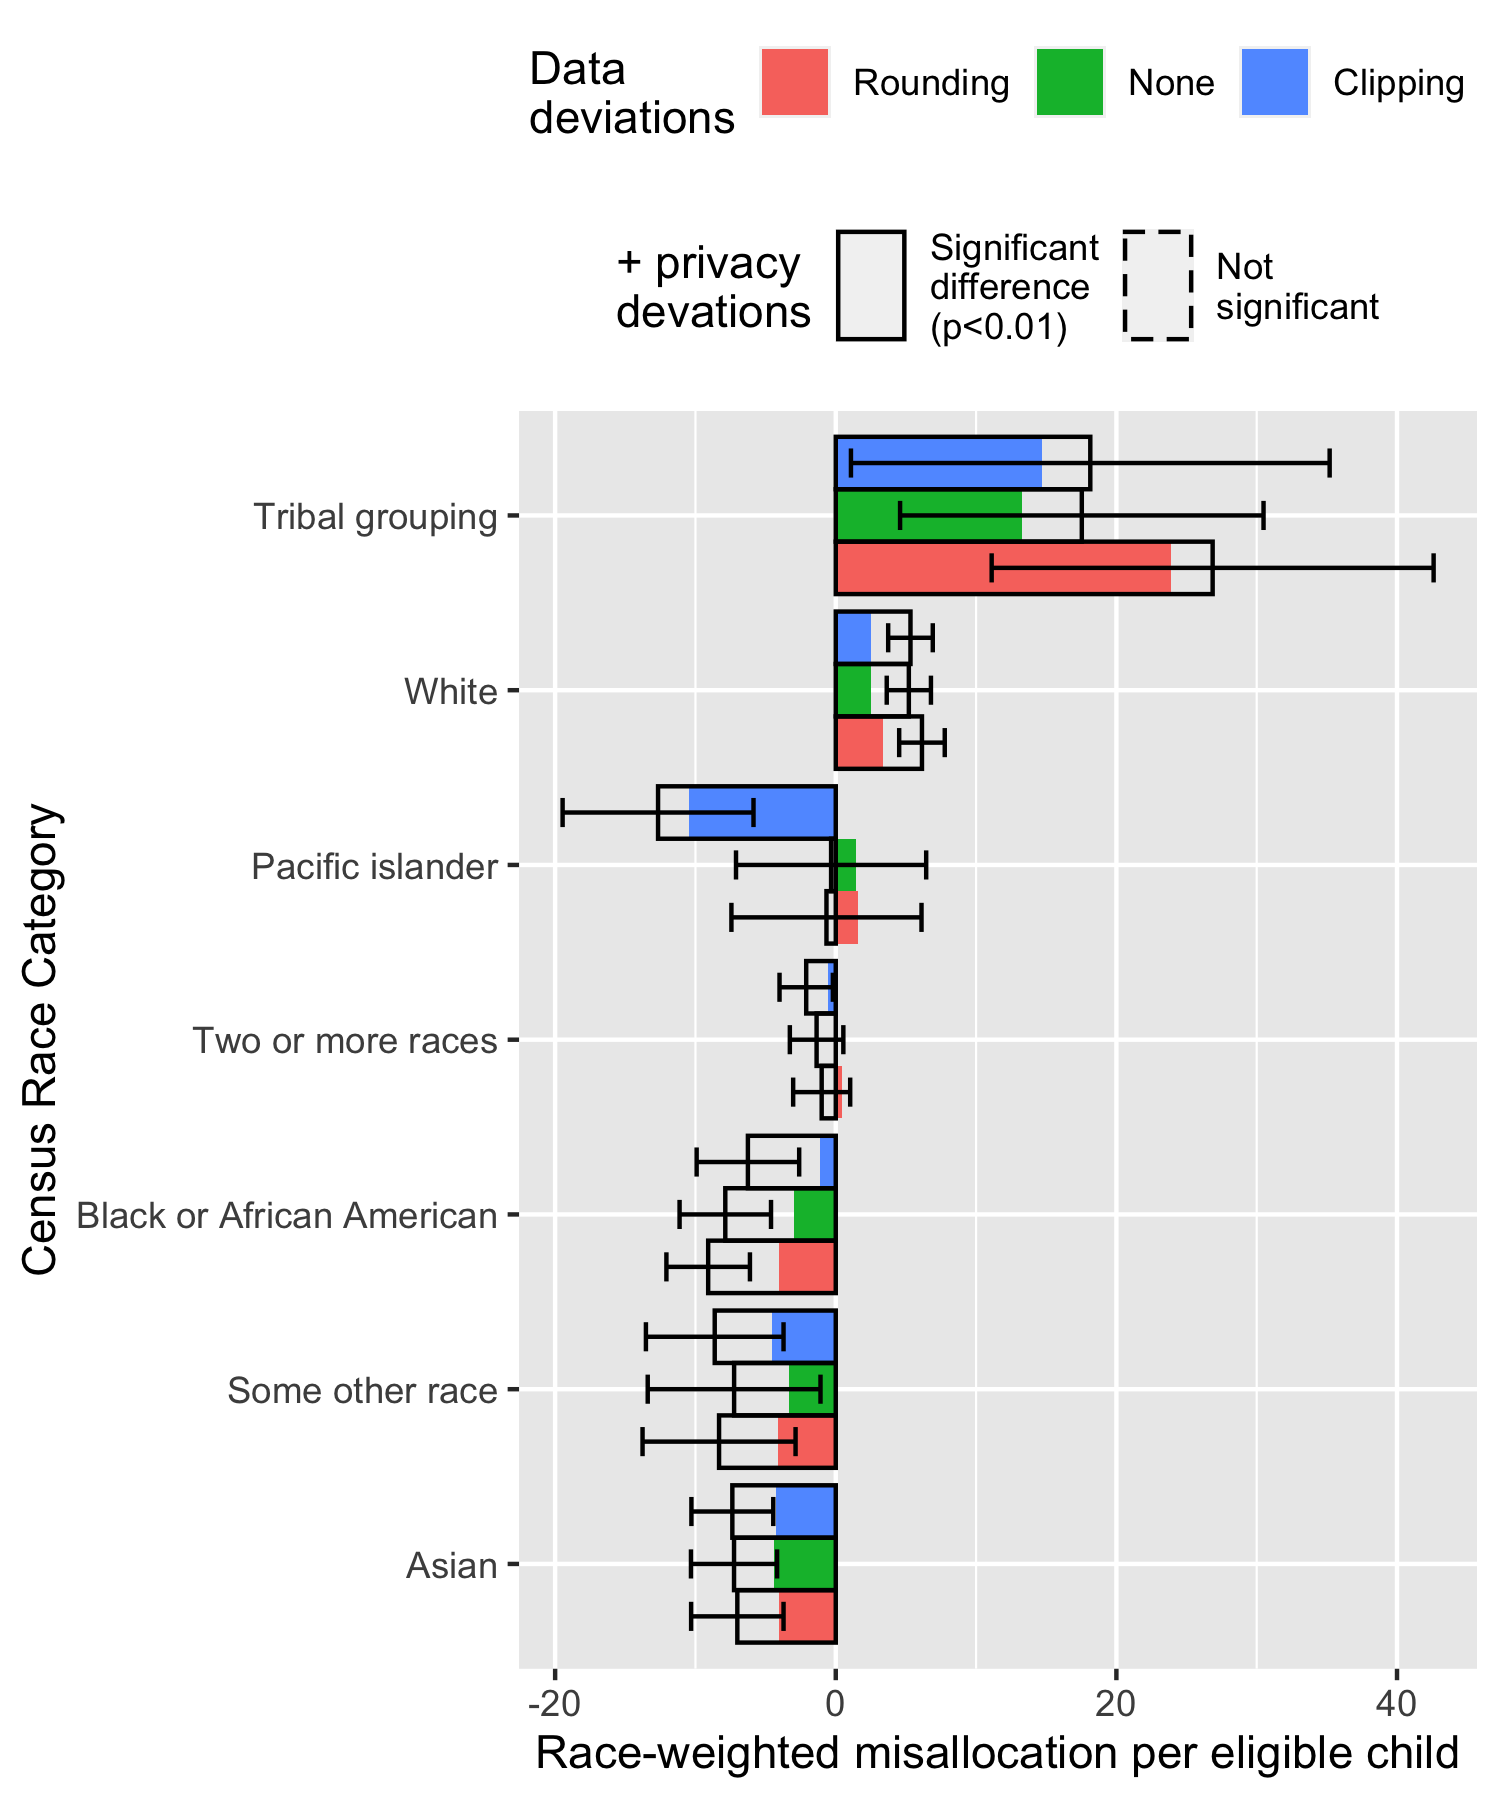 Data
deviations
Rounding
None
Clipping
+ privacy
devations
Significant
difference
(p<0.01)
Not
significant
Census Race Category
Tribal grouping
White
Pacific islander
Two or more races
Black or African American
Some other race
Asian
-20
0
20
40
Race-weighted misallocation per eligible child